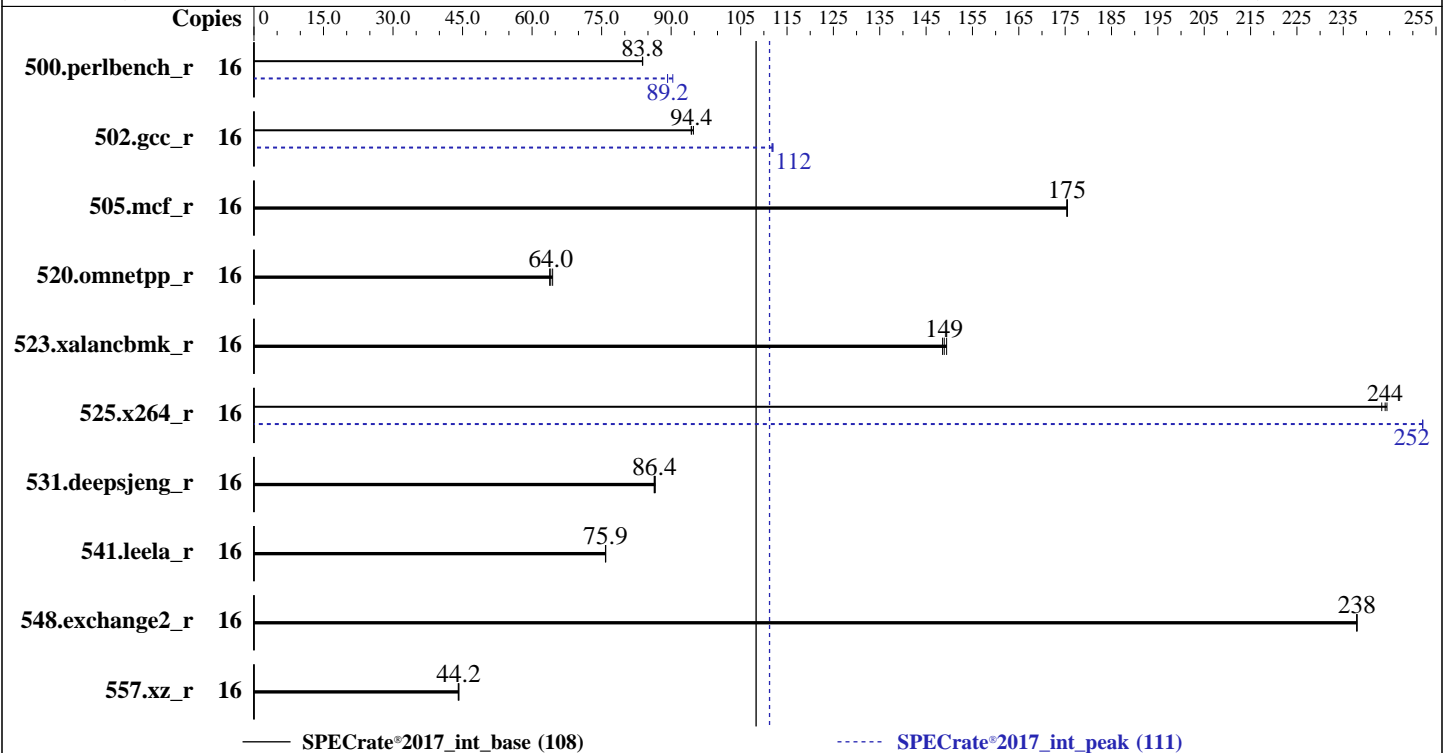 Copies 0 15.0 30.0 45.0 60.0 75.0 90.0 105 115 125 135 145 155 165 175 185 195 205 215 225 235 255
500.perlbench_r 16 83.8
89.2
502.gcc_r 16 94.4
112
505.mcf_r 16 175
520.omnetpp_r 16 64.0
523.xalancbmk_r 16 149
525.x264_r 16 244
252
531.deepsjeng_r 16 86.4
541.leela_r 16 75.9
548.exchange2_r 16 238
557.xz_r 16 44.2
SPECrate®2017_int_base (108) SPECrate®2017_int_peak (111)